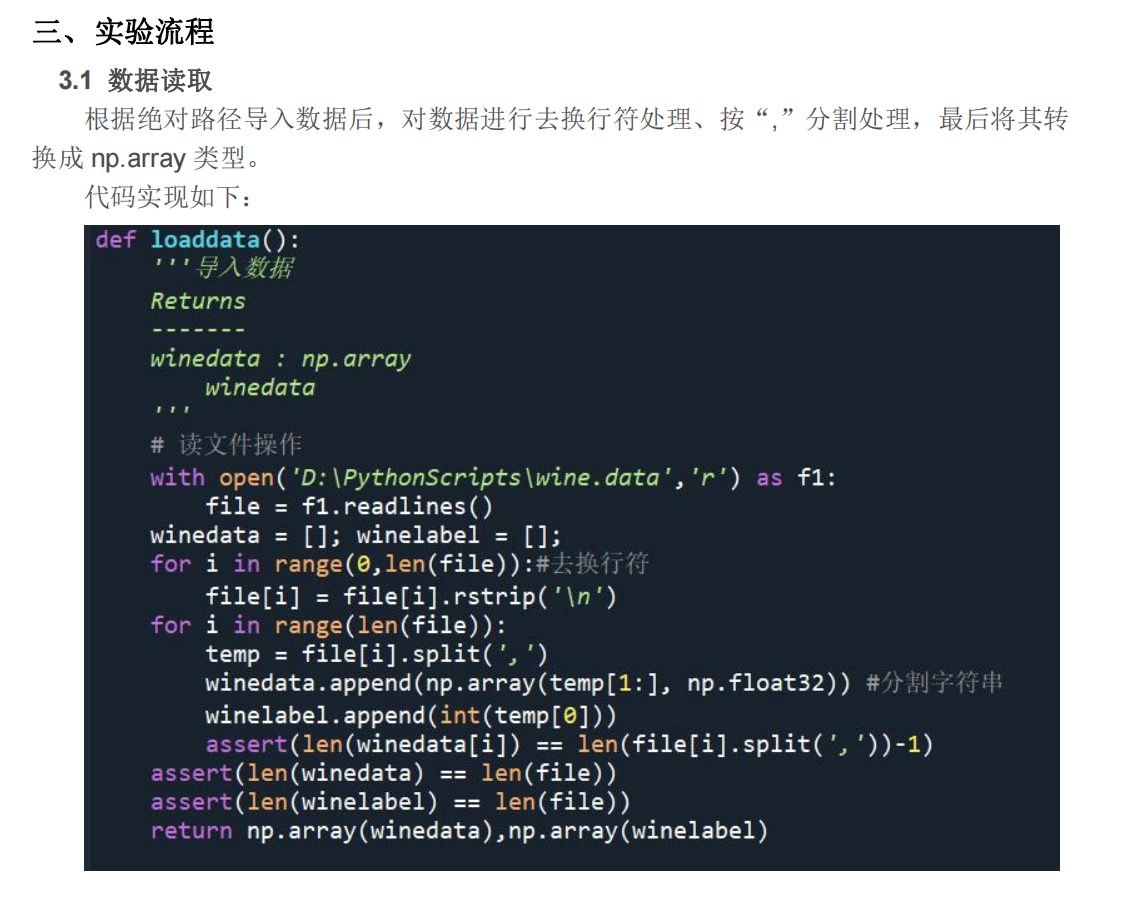 三、实验流程
3.1 数据读取
根据绝对路径导入数据后，对数据进行去换行符处理、按“,”分割处理，最后将其转
换成 np.array 类型。
代码实现如下：
def loaddata():
    '''导入数据
    Returns
    -------
    winedata : np.array
        winedata
    '''
    # 读文件操作
    with open('D:\PythonScripts\wine.data','r') as f1:
        file = f1.readlines()
    winedata = []; winelabel = [];
    for i in range(0,len(file)):#去换行符
        file[i] = file[i].rstrip('\n')
    for i in range(len(file)):
        temp = file[i].split(',')
        winedata.append(np.array(temp[1:], np.float32)) #分割字符串
        winelabel.append(int(temp[0]))
        assert(len(winedata[i]) == len(file[i].split(','))-1)
    assert(len(winedata) == len(file))
    assert(len(winelabel) == len(file))
    return np.array(winedata),np.array(winelabel)